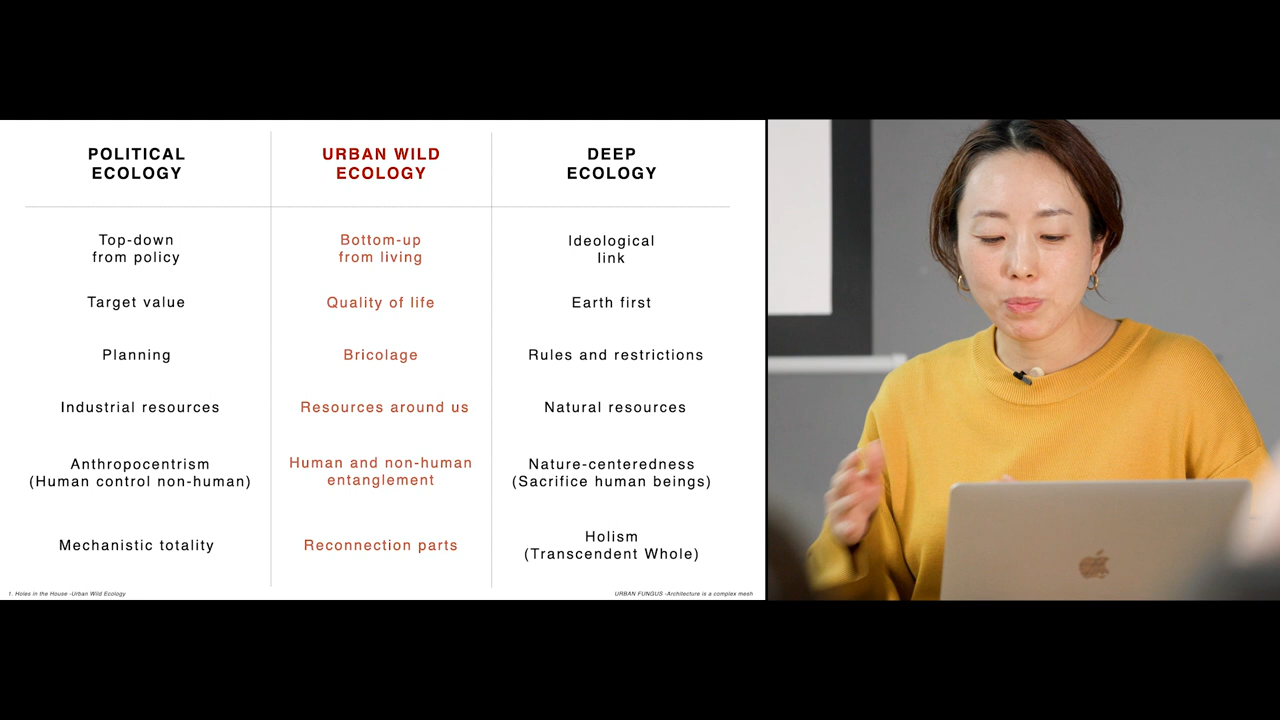 POLITICAL
ECOLOGY
URBAN WILD
ECOLOGY
DEEP
ECOLOGY
Top-down
from policy
Bottom-up
from living
Ideological
link
Target value
Quality of life
Earth first
Planning
Bricolage
Rules and restrictions
Industrial resources
Resources around us
Natural resources
Anthropocentrism
(Human control non-human)
Human and non-human
entanglement
Nature-centeredness
(Sacrifice human beings)
Mechanistic totality
Reconnection parts
Holism
(Transcendent Whole)
1. Holes in the House -Urban Wild Ecology
URBAN FUNGUS -Architecture is a complex mesh